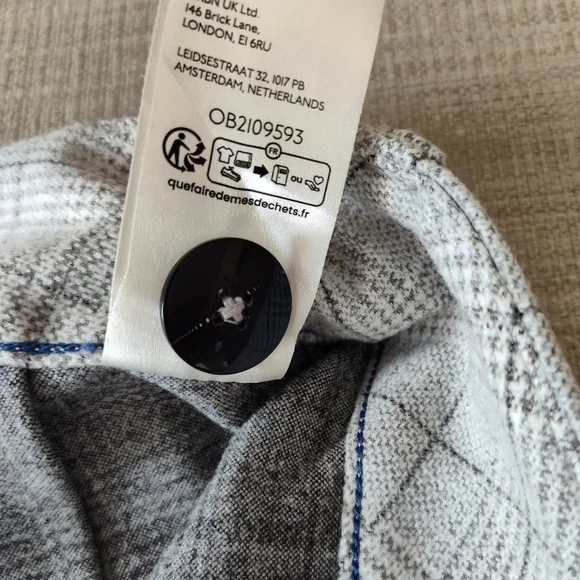 UK Ltd.
146 Brick Lane,
LONDON, E1 6RU
LEIDSESTRAAT 32, 1017 PB
AMSTERDAM, NETHERLANDS
OB2109593
FR
ou
quefairedemesdechets.fr